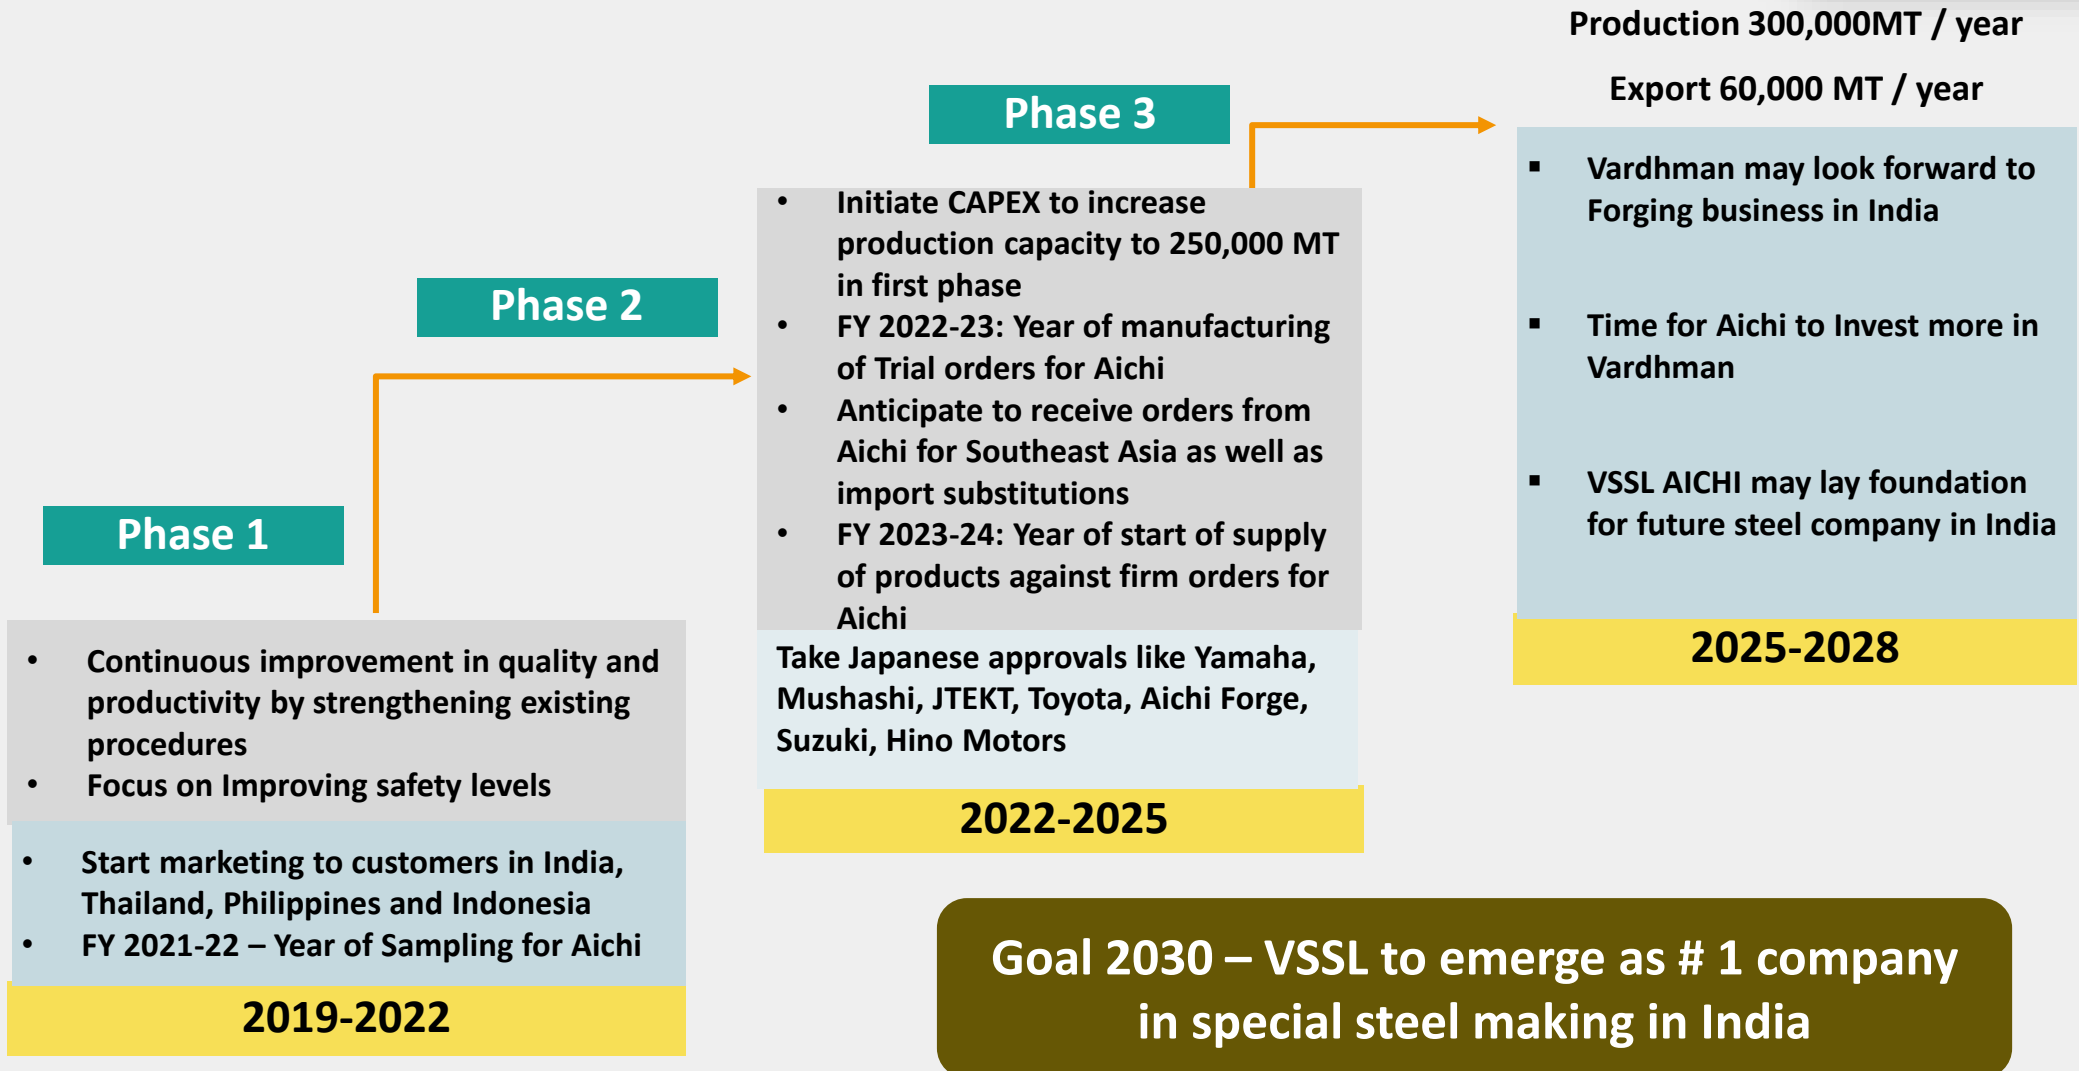 Phase 1
• Continuous improvement in quality and
productivity by strengthening existing
procedures
• Focus on Improving safety levels
• Start marketing to customers in India,
Thailand, Philippines and Indonesia
• FY 2021-22 – Year of Sampling for Aichi
2019-2022
Phase 2
• Initiate CAPEX to increase
production capacity to 250,000 MT
in first phase
• FY 2022-23: Year of manufacturing
of Trial orders for Aichi
• Anticipate to receive orders from
Aichi for Southeast Asia as well as
import substitutions
• FY 2023-24: Year of start of supply
of products against firm orders for
Aichi
Take Japanese approvals like Yamaha,
Mushashi, JTEKT, Toyota, Aichi Forge,
Suzuki, Hino Motors
2022-2025
Phase 3
Production 300,000MT / year
Export 60,000 MT / year
▪ Vardhman may look forward to
Forging business in India
▪ Time for Aichi to Invest more in
Vardhman
▪ VSSL AICHI may lay foundation
for future steel company in India
2025-2028
Goal 2030 – VSSL to emerge as # 1 company
in special steel making in India